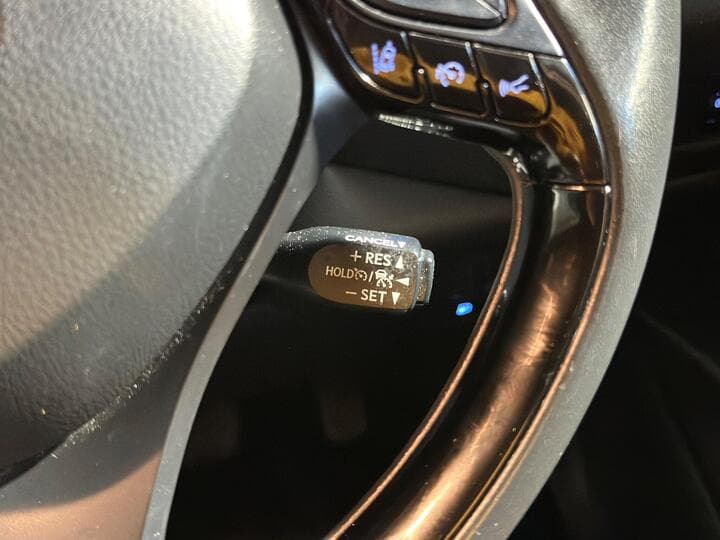 CANCEL
+ RES
HOLD /
− SET